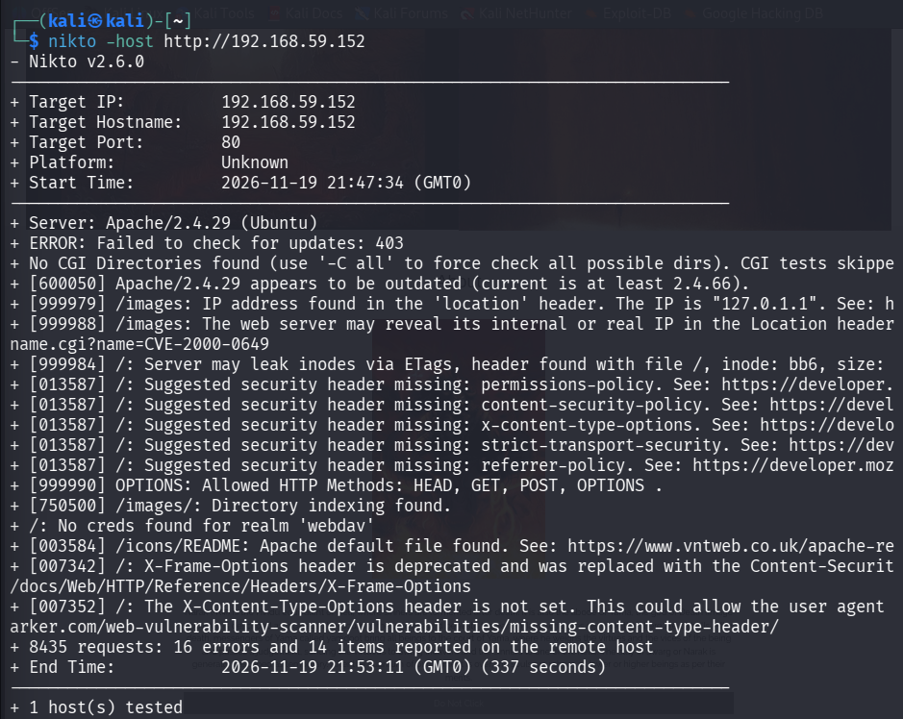 Kali Tools Kali Docs Kali Forums Kali NetHunter Exploit-DB Google Hacking DB
┌──(kali㉿kali)-[~]
└─$ nikto -host http://192.168.59.152
- Nikto v2.6.0
+ Target IP: 192.168.59.152
+ Target Hostname: 192.168.59.152
+ Target Port: 80
+ Platform: Unknown
+ Start Time: 2026-11-19 21:47:34 (GMT0)
+ Server: Apache/2.4.29 (Ubuntu)
+ ERROR: Failed to check for updates: 403
+ No CGI Directories found (use '-C all' to force check all possible dirs). CGI tests skippe
+ [600050] Apache/2.4.29 appears to be outdated (current is at least 2.4.66).
+ [999979] /images: IP address found in the 'location' header. The IP is "127.0.1.1". See: h
+ [999988] /images: The web server may reveal its internal or real IP in the Location header
name.cgi?name=CVE-2000-0649
+ [999984] /: Server may leak inodes via ETags, header found with file /, inode: bb6, size:
+ [013587] /: Suggested security header missing: permissions-policy. See: https://developer.
+ [013587] /: Suggested security header missing: content-security-policy. See: https://devel
+ [013587] /: Suggested security header missing: x-content-type-options. See: https://develo
+ [013587] /: Suggested security header missing: strict-transport-security. See: https://dev
+ [013587] /: Suggested security header missing: referrer-policy. See: https://developer.moz
+ [999990] OPTIONS: Allowed HTTP Methods: HEAD, GET, POST, OPTIONS .
+ [750500] /images/: Directory indexing found.
+ /: No creds found for realm 'webdav'
+ [003584] /icons/README: Apache default file found. See: https://www.vntweb.co.uk/apache-re
+ [007342] /: X-Frame-Options header is deprecated and was replaced with the Content-Securit
/docs/Web/HTTP/Reference/Headers/X-Frame-Options
+ [007352] /: The X-Content-Type-Options header is not set. This could allow the user agent
arker.com/web-vulnerability-scanner/vulnerabilities/missing-content-type-header/
+ 8435 requests: 16 errors and 14 items reported on the remote host
+ End Time: 2026-11-19 21:53:11 (GMT0) (337 seconds)
+ 1 host(s) tested